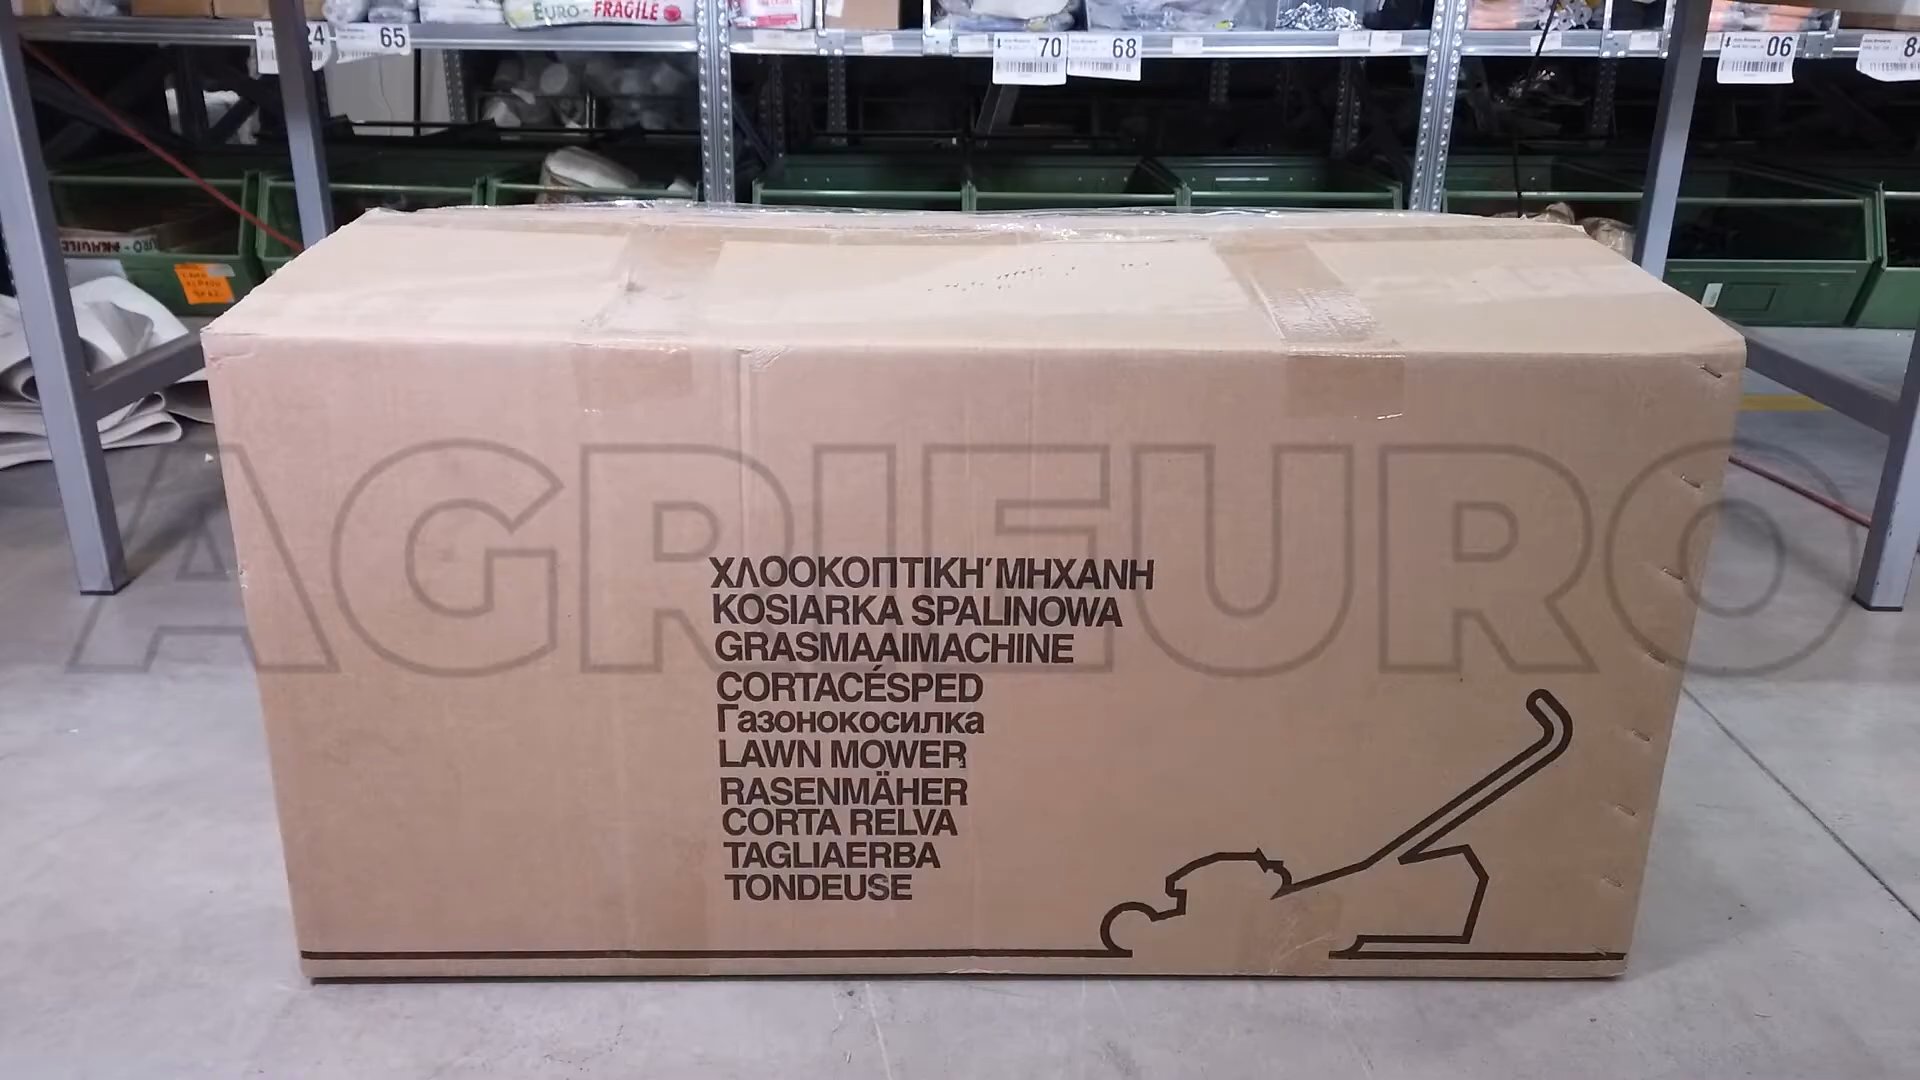 65
EURO-FRAGILE
70
68
06
AGRIEURO
ΧΛΟΟΚΟΠΤΙΚΗ΄ΜΗΧΑΝΗ
KOSIARKA SPALINOWA
GRASMAAIMACHINE
CORTACÉSPED
Газонокосилка
LAWN MOWER
RASENMÄHER
CORTA RELVA
TAGLIAERBA
TONDEUSE